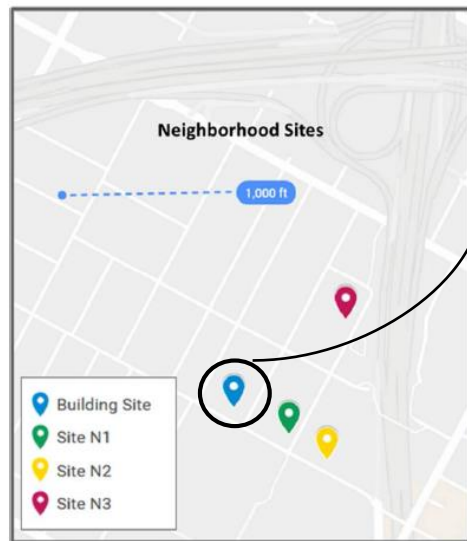 Neighborhood Sites
1,000 ft
Building Site
Site N1
Site N2
Site N3